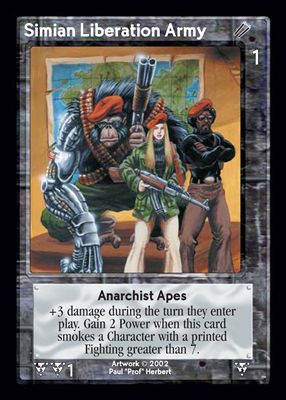 Simian Liberation Army
1
Anarchist Apes
+3 damage during the turn they enter
play. Gain 2 Power when this card
smokes a Character with a printed
Fighting greater than 7.
Artwork © 2002
Paul "Prof" Herbert
1